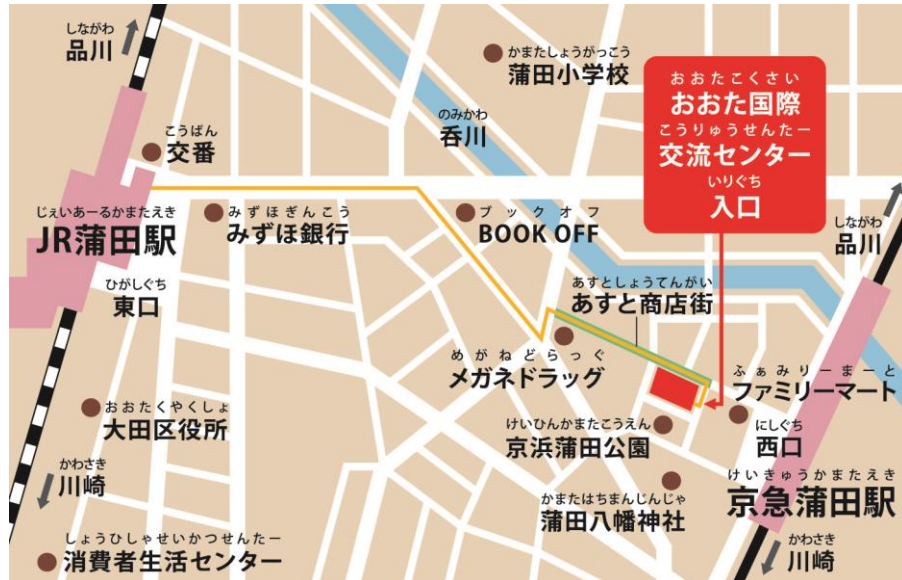 しながわ
品川
かまたしょうがっこう
蒲田小学校
おおたこくさい
おおた国際
こうりゅうせんたー
交流センター
いりぐち
入口
のみかわ
呑川
こうばん
交番
じぇいあーるかまたえき
JR蒲田駅
みずほぎんこう
みずほ銀行
ブックオフ
BOOK OFF
しながわ
品川
ひがしぐち
東口
あすとしょうてんがい
あすと商店街
めがねどらっぐ
メガネドラッグ
ふぁみりーまーと
ファミリーマート
おおたくやくしょ
大田区役所
けいひんかまたこうえん
京浜蒲田公園
にしぐち
西口
かわさき
川崎
けいきゅうかまたえき
京急蒲田駅
かまたはちまんじんじゃ
蒲田八幡神社
しょうひしゃせいかつせんたー
消費者生活センター
かわさき
川崎